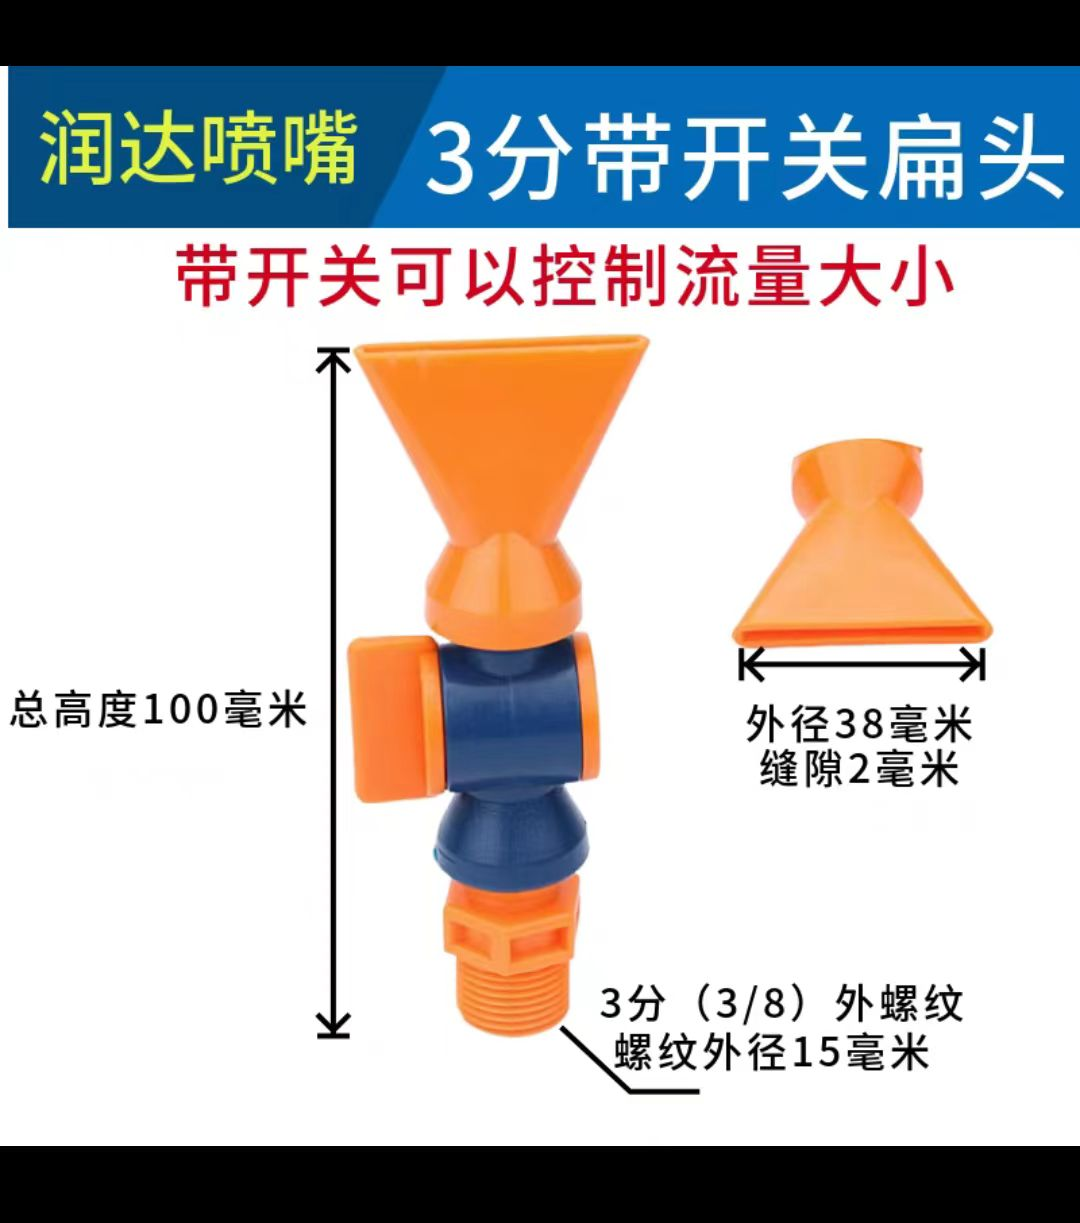 润达喷嘴
3分带开关扁头
带开关可以控制流量大小
总高度100毫米
外径38毫米
缝隙2毫米
3分（3/8）外螺纹
螺纹外径15毫米